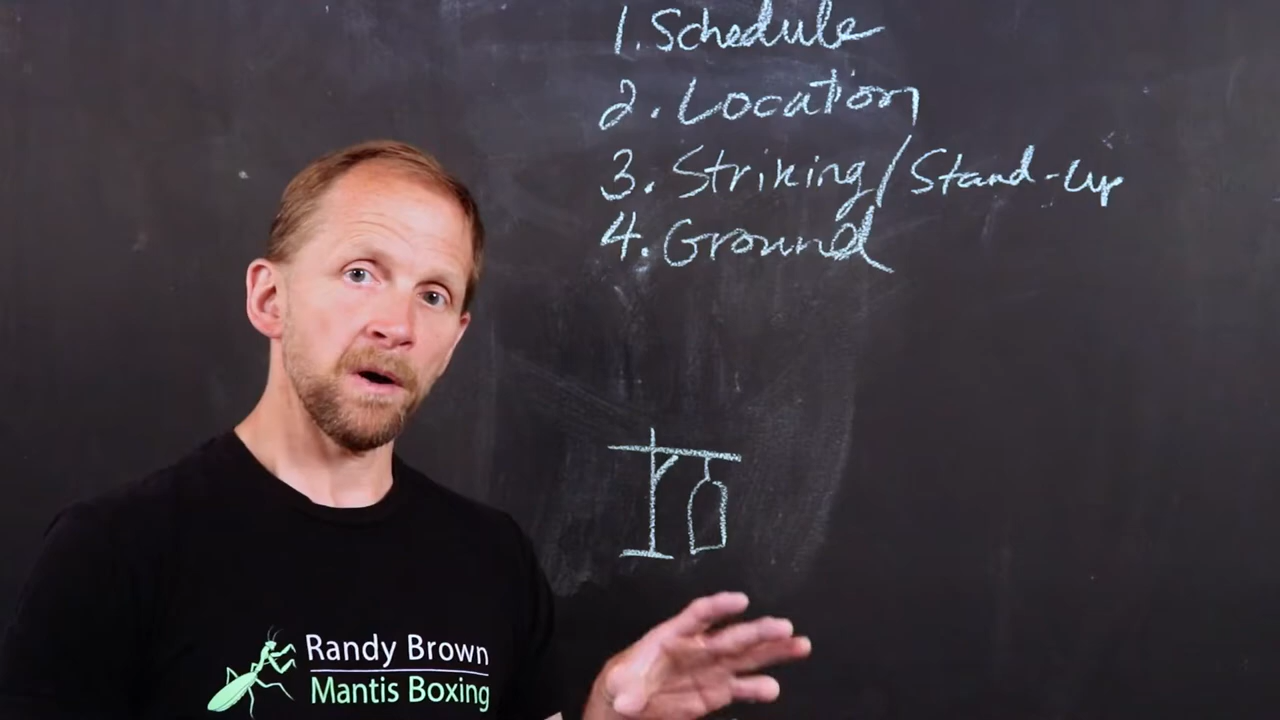 1. Schedule
2. Location
3. Striking/Stand-up
4. Ground
Randy Brown
Mantis Boxing